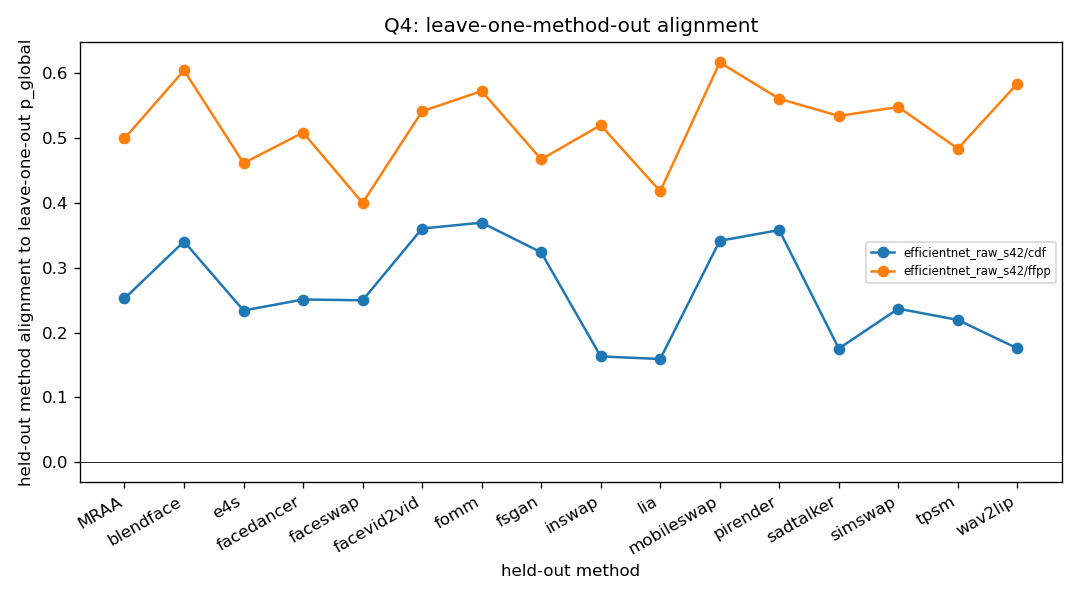 Q4: leave-one-method-out alignment
held-out method alignment to leave-one-out p_global
0.6
0.5
0.4
0.3
0.2
0.1
0.0
efficientnet_raw_s42/cdf
efficientnet_raw_s42/ffpp
MRAA
blendface
e4s
facedancer
faceswap
facevid2vid
fomm
fsgan
inswap
lia
mobileswap
pirender
sadtalker
simswap
tpsm
wav2lip
held-out method